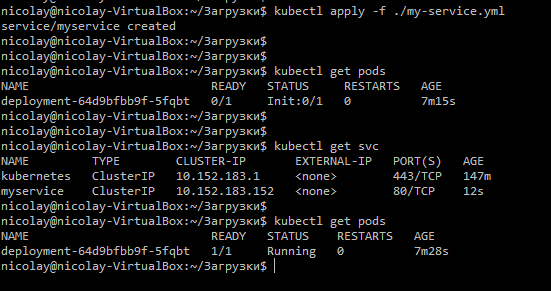 nicolay@nicolay-VirtualBox:~/Загрузки$ kubectl apply -f ./my-service.yml
service/myservice created
nicolay@nicolay-VirtualBox:~/Загрузки$
nicolay@nicolay-VirtualBox:~/Загрузки$
nicolay@nicolay-VirtualBox:~/Загрузки$ kubectl get pods
NAME READY STATUS RESTARTS AGE
deployment-64d9bfbb9f-5fqbt 0/1 Init:0/1 0 7m15s
nicolay@nicolay-VirtualBox:~/Загрузки$
nicolay@nicolay-VirtualBox:~/Загрузки$
nicolay@nicolay-VirtualBox:~/Загрузки$ kubectl get svc
NAME TYPE CLUSTER-IP EXTERNAL-IP PORT(S) AGE
kubernetes ClusterIP 10.152.183.1 <none> 443/TCP 147m
myservice ClusterIP 10.152.183.152 <none> 80/TCP 12s
nicolay@nicolay-VirtualBox:~/Загрузки$
nicolay@nicolay-VirtualBox:~/Загрузки$ kubectl get pods
NAME READY STATUS RESTARTS AGE
deployment-64d9bfbb9f-5fqbt 1/1 Running 0 7m28s
nicolay@nicolay-VirtualBox:~/Загрузки$